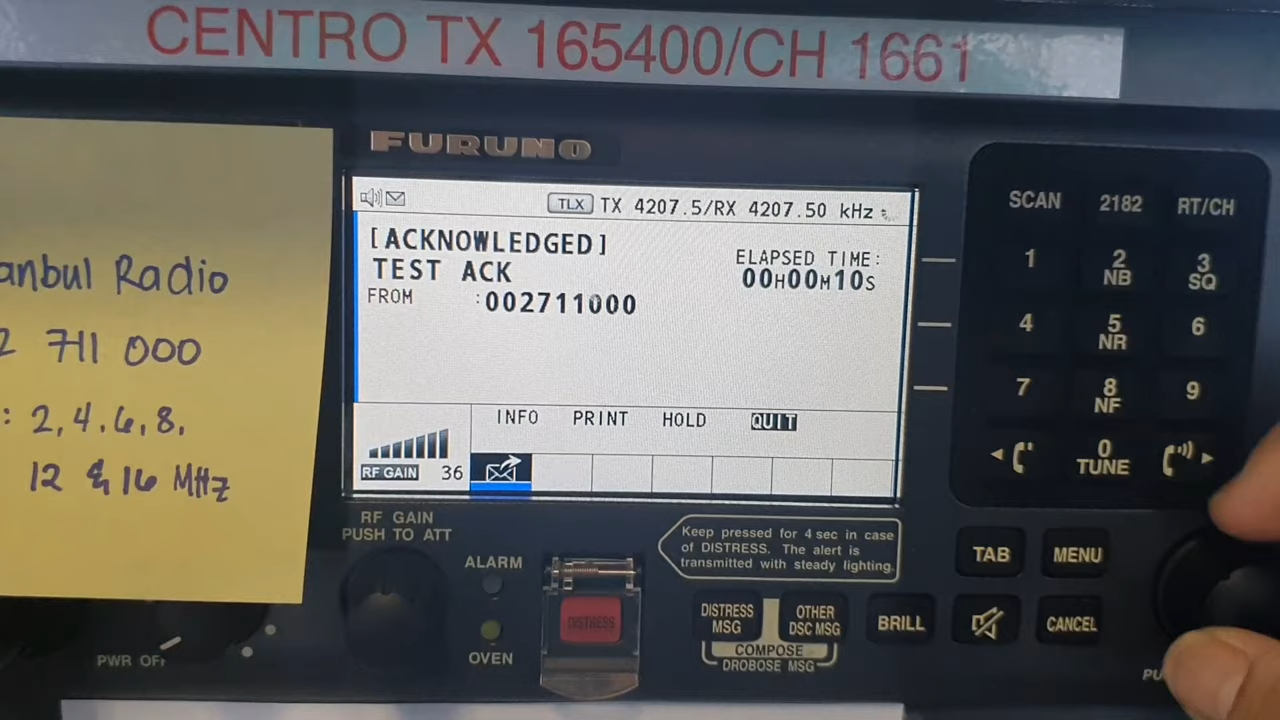 CENTRO TX 165400/CH 1661
FURUNO
TLX TX 4207.5/RX 4207.50 kHz
[ACKNOWLEDGED]
TEST ACK
FROM :002711000
ELAPSED TIME:
00H00M10S
INFO PRINT HOLD QUIT
RF GAIN 36
anbul Radio
2 711 000
: 2,4,6,8,
12 & 16 MHz
SCAN 2182 RT/CH
1 2 3
NB SQ
4 5 6
NR
7 8 9
NF
0
TUNE
RF GAIN
PUSH TO ATT
ALARM
OVEN
DISTRESS
Keep pressed for 4 sec in case
of DISTRESS. The alert is
transmitted with steady lighting.
TAB MENU
DISTRESS
MSG
OTHER
DSC MSG
COMPOSE
DROBOSE MSG
BRILL
CANCEL
PWR OFF
PU